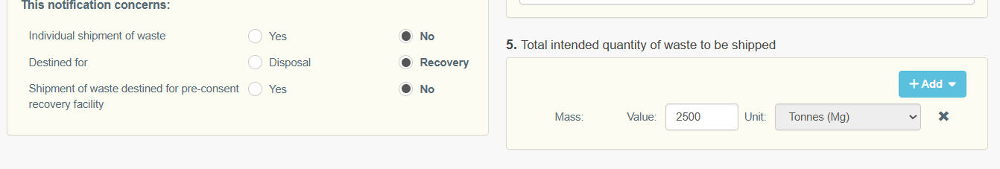 This notification concerns:
Individual shipment of waste Yes No
Destined for Disposal Recovery
Shipment of waste destined for pre-consent Yes No
recovery facility
5. Total intended quantity of waste to be shipped
+ Add
Mass: Value: 2500 Unit: Tonnes (Mg)